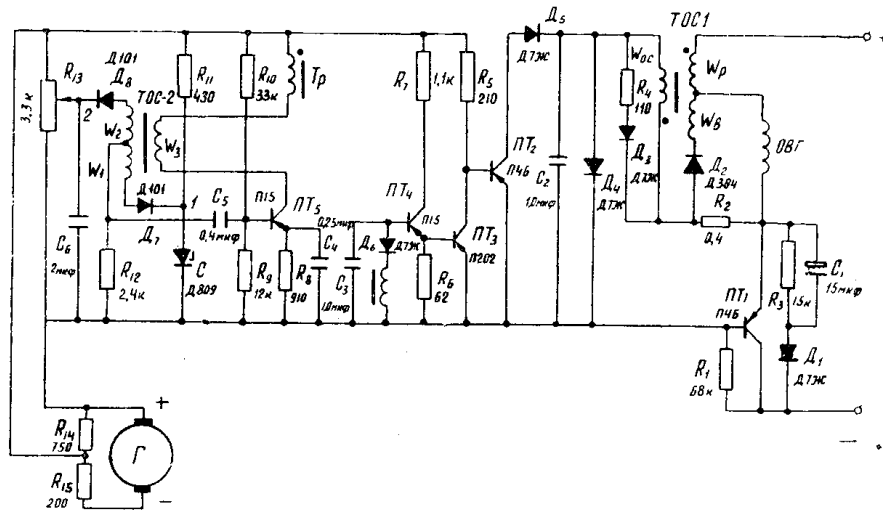 R13
3,3к
2
Д101
Д8
ТОС-2
W2
W1
W3
Д101
1
Д7
R11
430
R10
33к
Тр
C5
0,4мкф
П15
ПТ5
C6
2мкф
R12
2,4к
С
Д809
R9
12к
R8
910
0,25мкф
C4
C3
1,0мкф
Д6
Д7Ж
R7
1,1к
R5
210
ПТ4
П15
ПТ3
П202
R6
62
ПТ2
П4Б
Д5
Д7Ж
C2
1,0мкф
Д4
Д7Ж
Wос
R4
110
Д3
Д7Ж
ТОС1
Wр
Wв
Д2
Д304
ОВГ
R2
0,4
R3
15к
C1
15мкф
ПТ1
П4Б
R1
68к
Д1
Д7Ж
+
−
R14
750
R15
200
Г
+
−